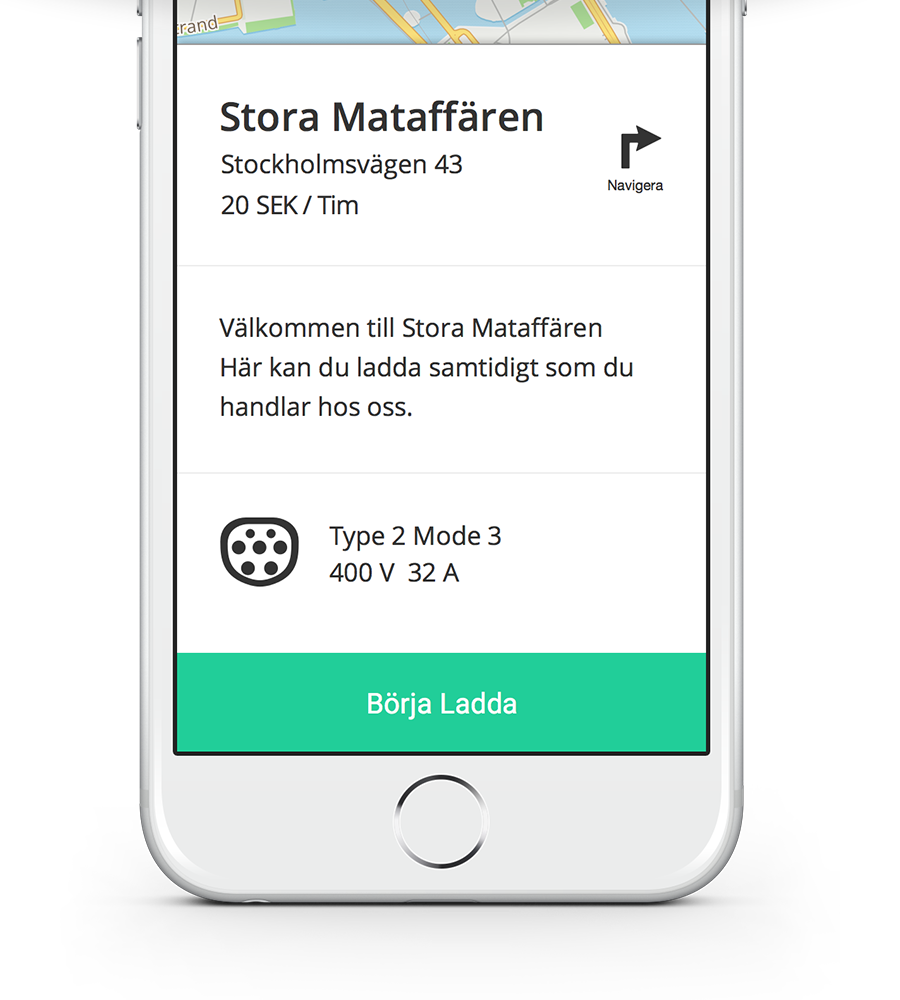 trand
Stora Mataffären
Stockholmsvägen 43
20 SEK / Tim
Navigera
Välkommen till Stora Mataffären
Här kan du ladda samtidigt som du
handlar hos oss.
Type 2 Mode 3
400 V 32 A
Börja Ladda